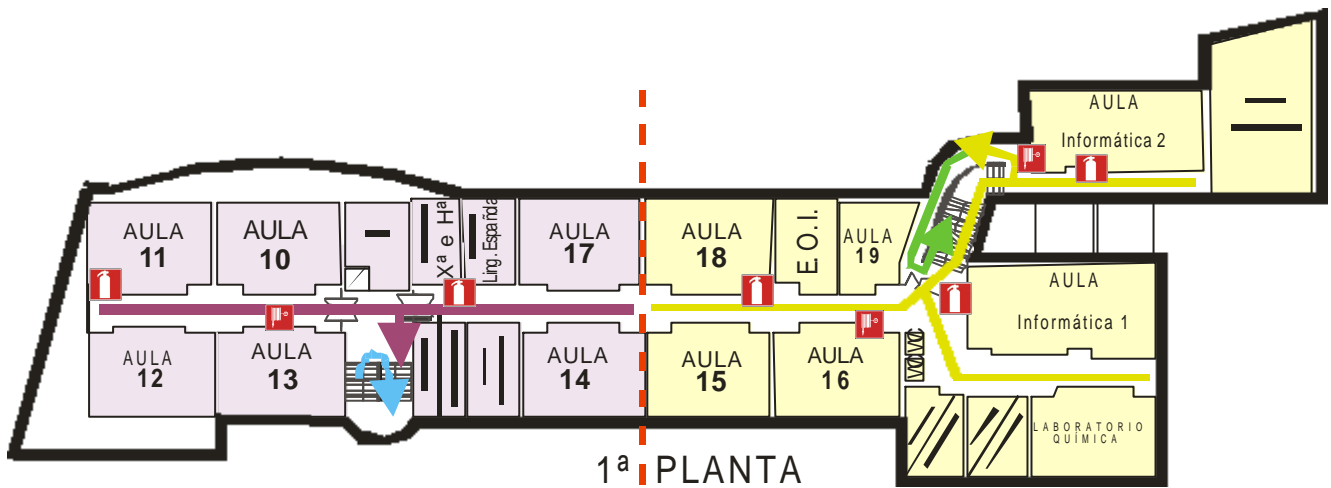 AULA
Informática 2
AULA
11
AULA
10
Xª e Hª
Ling. Española
AULA
17
AULA
18
E.O.I.
AULA
19
AULA
Informática 1
AULA
12
AULA
13
AULA
14
AULA
15
AULA
16
WC
WC
LABORATORIO
QUÍMICA
1ª PLANTA